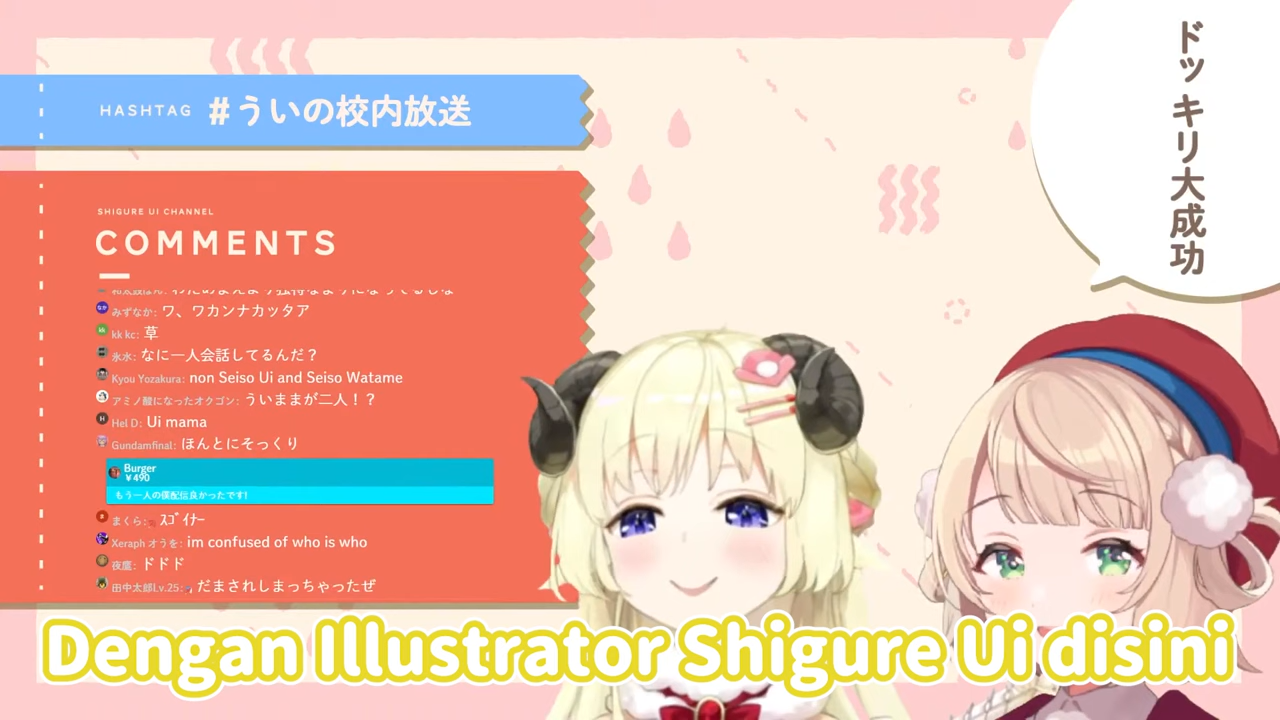 HASHTAG #ういの校内放送
SHIGURE UI CHANNEL
COMMENTS
みずなか: ワ、ワカンナカッタア
kk kc: 草
氷水: なに一人会話してるんだ？
Kyou Yozakura: non Seiso Ui and Seiso Watame
アミノ酸になったオクゴン: ういままが二人！？
Hel D: Ui mama
Gundamfinal: ほんとにそっくり
Burger
¥490
もう一人の僕配信良かったです!
まくら: ｽｺﾞｲﾅｰ
Xeraph オうを: im confused of who is who
夜鷹: ドドド
田中太郎Lv.25: だまされしまっちゃったぜ
ドッキリ大成功
Dengan Illustrator Shigure Ui disini